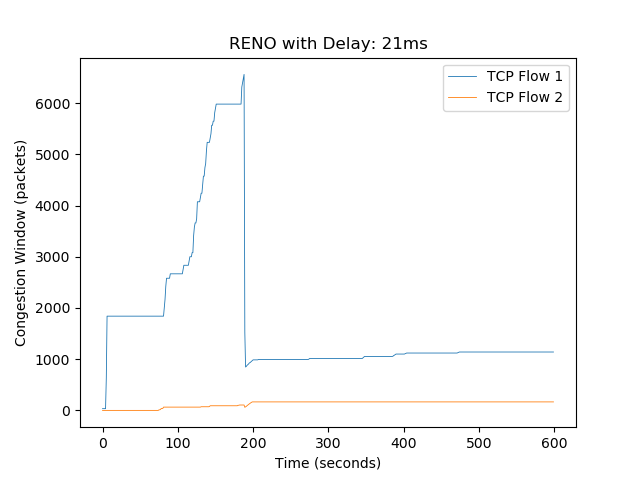 RENO with Delay: 21ms
TCP Flow 1
TCP Flow 2
Congestion Window (packets)
6000
5000
4000
3000
2000
1000
0
0 100 200 300 400 500 600
Time (seconds)